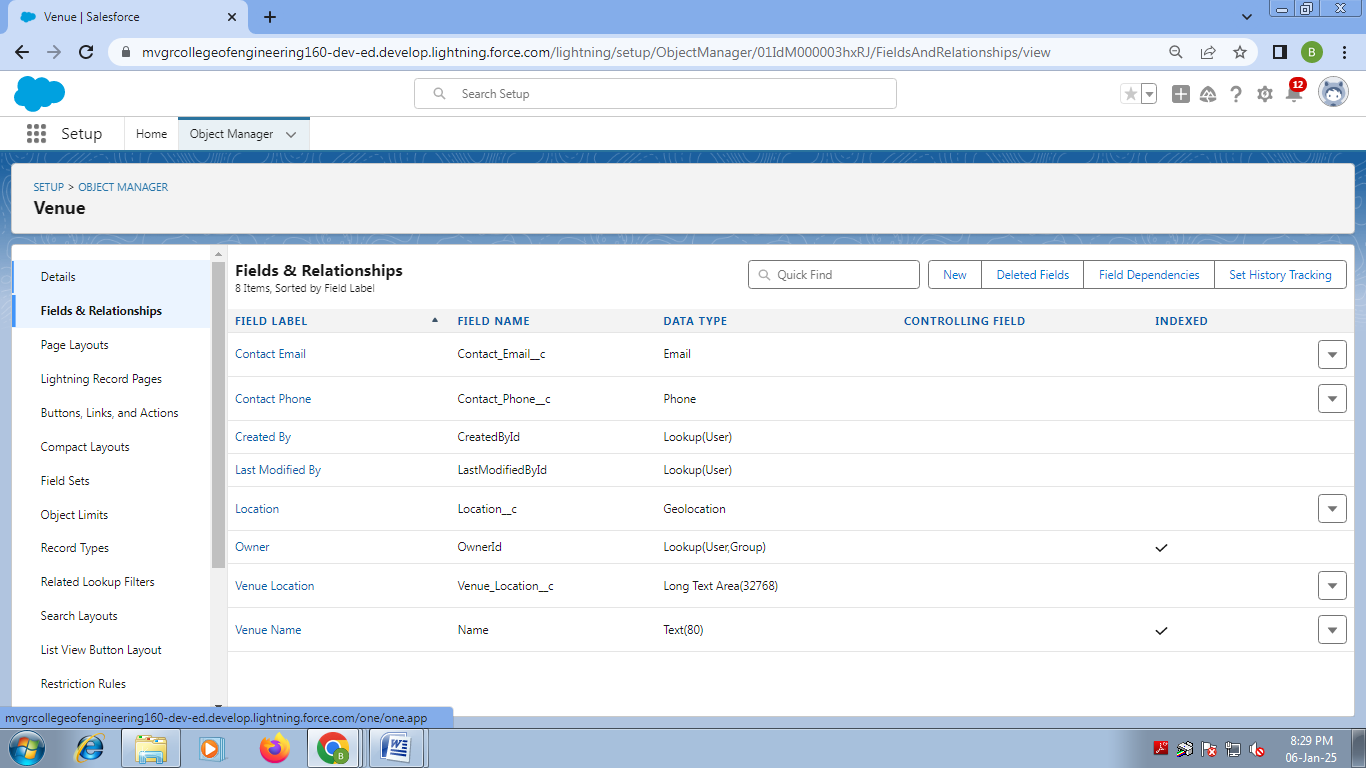 Venue | Salesforce
mvgrcollegeofengineering160-dev-ed.develop.lightning.force.com/lightning/setup/ObjectManager/01IdM000003hxRJ/FieldsAndRelationships/view
B
Search Setup
12
Setup
Home
Object Manager
SETUP > OBJECT MANAGER
Venue
Details
Fields & Relationships
Page Layouts
Lightning Record Pages
Buttons, Links, and Actions
Compact Layouts
Field Sets
Object Limits
Record Types
Related Lookup Filters
Search Layouts
List View Button Layout
Restriction Rules
Fields & Relationships
8 Items, Sorted by Field Label
Quick Find
New
Deleted Fields
Field Dependencies
Set History Tracking
FIELD LABEL FIELD NAME DATA TYPE CONTROLLING FIELD INDEXED
Contact Email Contact_Email__c Email
Contact Phone Contact_Phone__c Phone
Created By CreatedById Lookup(User)
Last Modified By LastModifiedById Lookup(User)
Location Location__c Geolocation
Owner OwnerId Lookup(User,Group)
Venue Location Venue_Location__c Long Text Area(32768)
Venue Name Name Text(80)
mvgrcollegeofengineering160-dev-ed.develop.lightning.force.com/one/one.app
B
8:29 PM
06-Jan-25